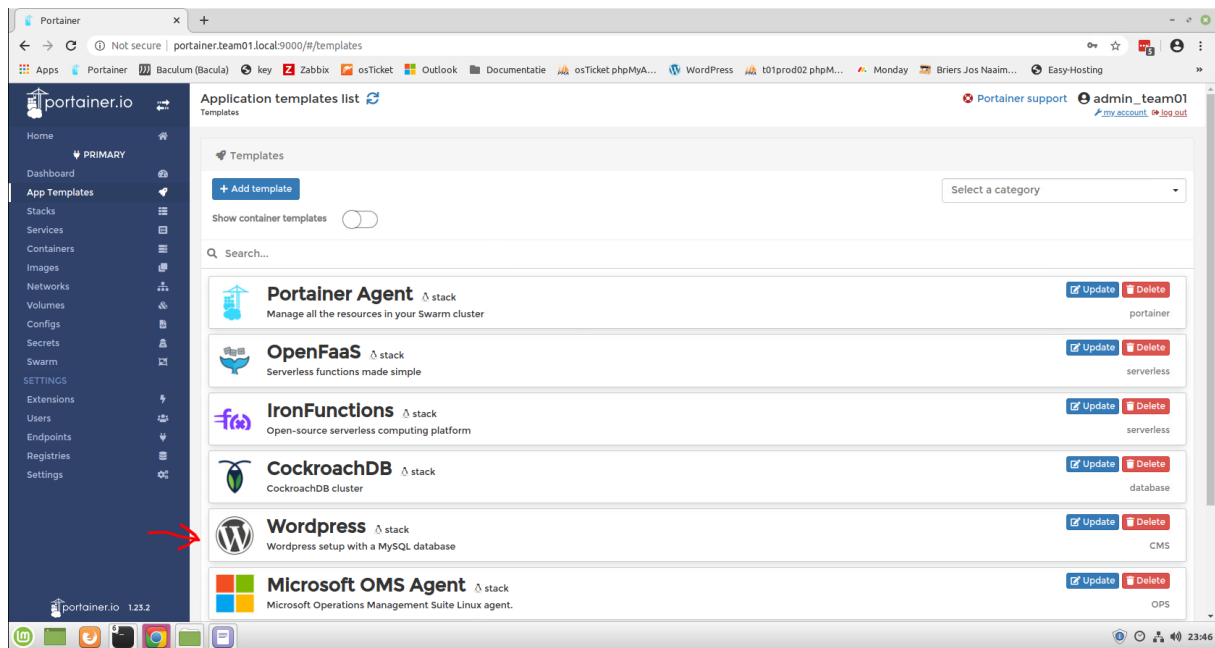 Portainer
Not secure | portainer.team01.local:9000/#/templates
Apps Portainer Baculum (Bacula) key Zabbix osTicket Outlook Documentatie osTicket phpMyA... WordPress t01prod02 phpM... Monday Briers Jos Naaim... Easy-Hosting »
portainer.io
Application templates list
Templates
Portainer support admin_team01
my account log out
Home
PRIMARY
Dashboard
App Templates
Stacks
Services
Containers
Images
Networks
Volumes
Configs
Secrets
Swarm
SETTINGS
Extensions
Users
Endpoints
Registries
Settings
portainer.io 1.23.2
Templates
+ Add template
Select a category
Show container templates
Search...
Portainer Agent stack
Update Delete
Manage all the resources in your Swarm cluster
portainer
OpenFaaS stack
Update Delete
Serverless functions made simple
serverless
f(x)
IronFunctions stack
Update Delete
Open-source serverless computing platform
serverless
CockroachDB stack
Update Delete
CockroachDB cluster
database
Wordpress stack
Update Delete
Wordpress setup with a MySQL database
CMS
Microsoft OMS Agent stack
Update Delete
Microsoft Operations Management Suite Linux agent.
OPS
6
23:46